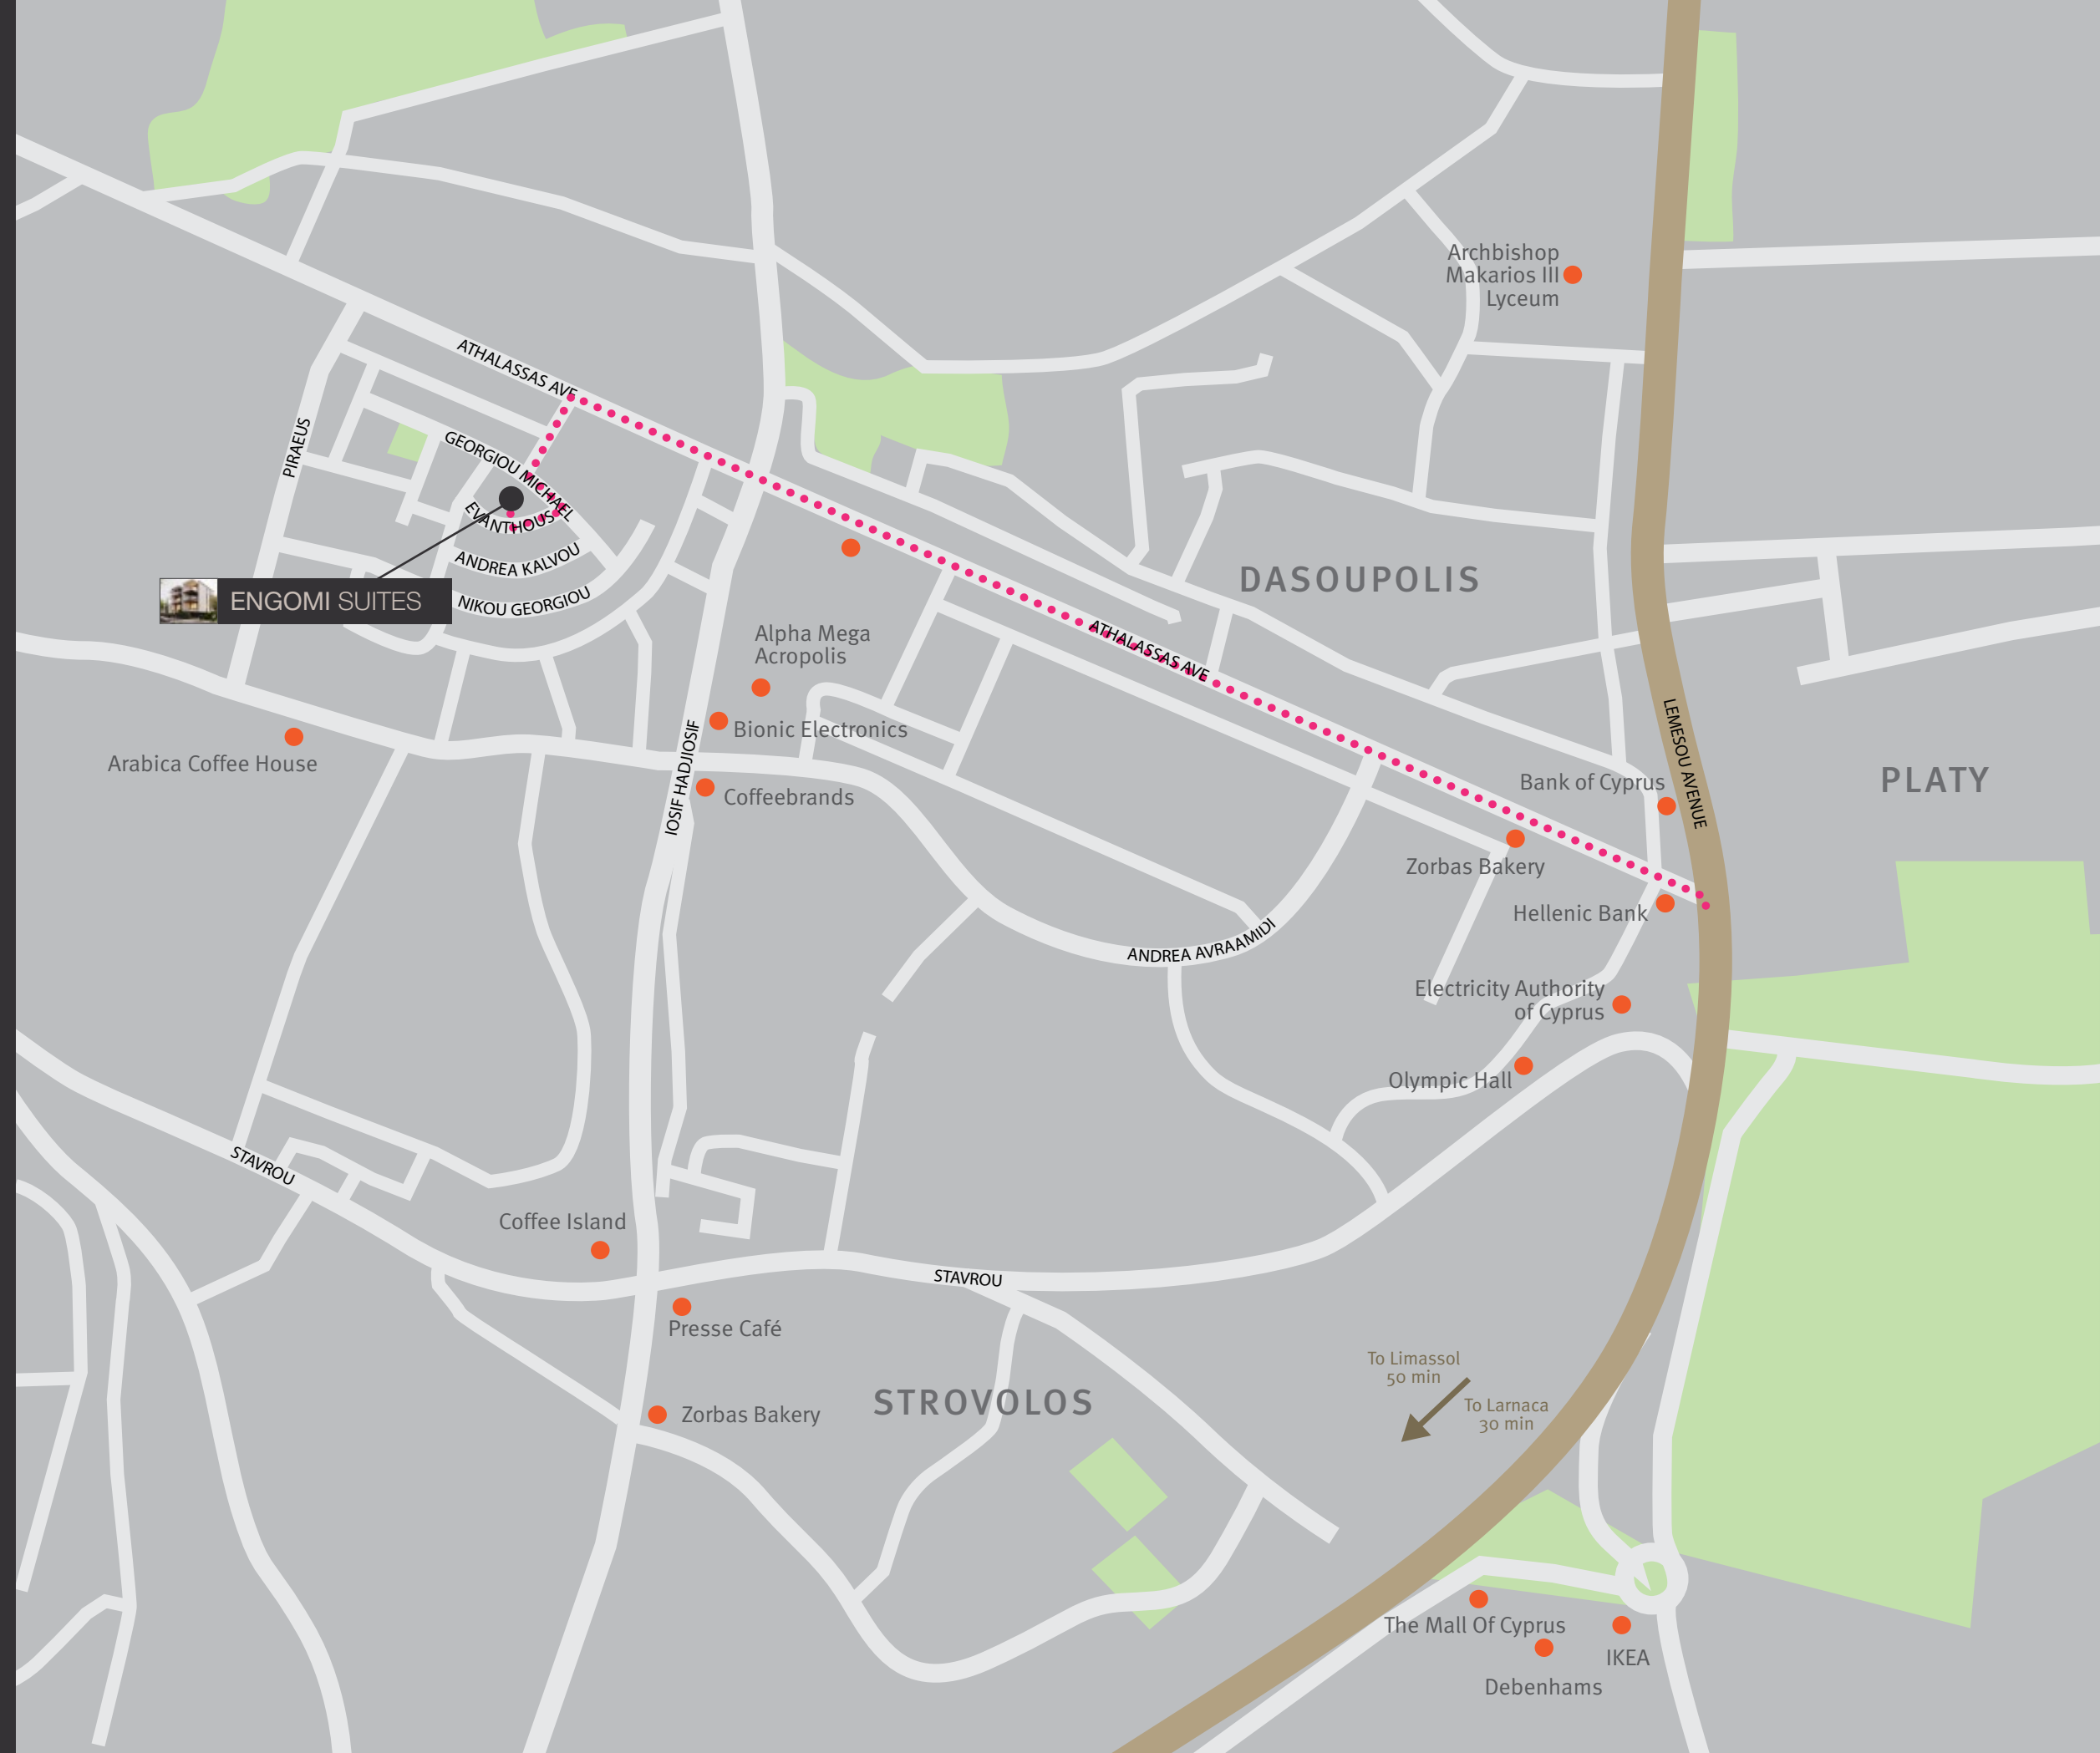 Archbishop
Makarios III
Lyceum
ATHALASSAS AVE
PIRAEUS
GEORGIOU MICHAEL
EVANTHOUS
ANDREA KALVOU
NIKOU GEORGIOU
ENGOMI SUITES
DASOUPOLIS
ATHALASSAS AVE
Alpha Mega
Acropolis
Bionic Electronics
IOSIF HADJIOSIF
Arabica Coffee House
Coffeebrands
LEMESOU AVENUE
PLATY
Bank of Cyprus
Zorbas Bakery
Hellenic Bank
ANDREA AVRAAMIDI
Electricity Authority
of Cyprus
Olympic Hall
STAVROU
Coffee Island
STAVROU
Presse Café
To Limassol
50 min
To Larnaca
30 min
STROVOLOS
Zorbas Bakery
The Mall Of Cyprus
IKEA
Debenhams